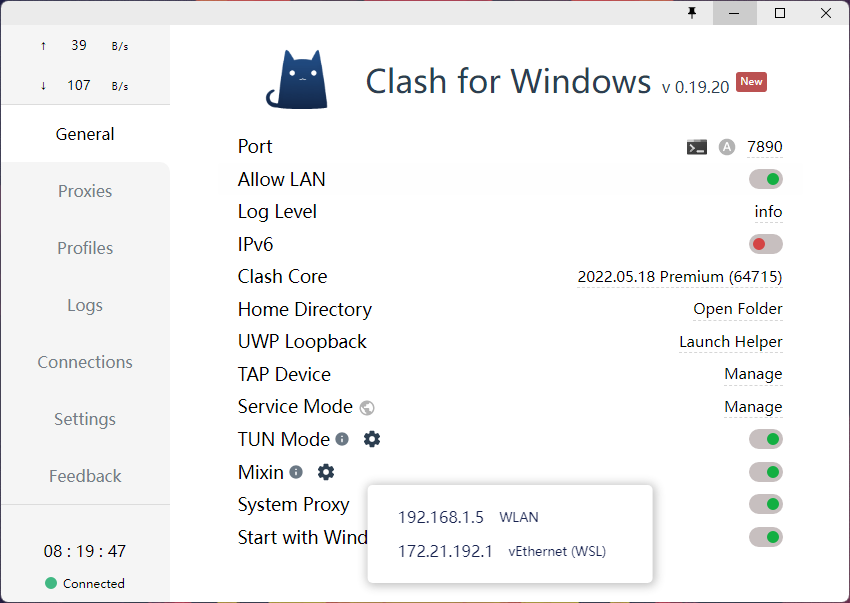 ↑ 39 B/s
↓ 107 B/s
General
Proxies
Profiles
Logs
Connections
Settings
Feedback
08 : 19 : 47
Connected
Clash for Windows v 0.19.20 New
Port A 7890
Allow LAN
Log Level info
IPv6
Clash Core 2022.05.18 Premium (64715)
Home Directory Open Folder
UWP Loopback Launch Helper
TAP Device Manage
Service Mode Manage
TUN Mode
Mixin
System Proxy
Start with Wind
192.168.1.5 WLAN
172.21.192.1 vEthernet (WSL)